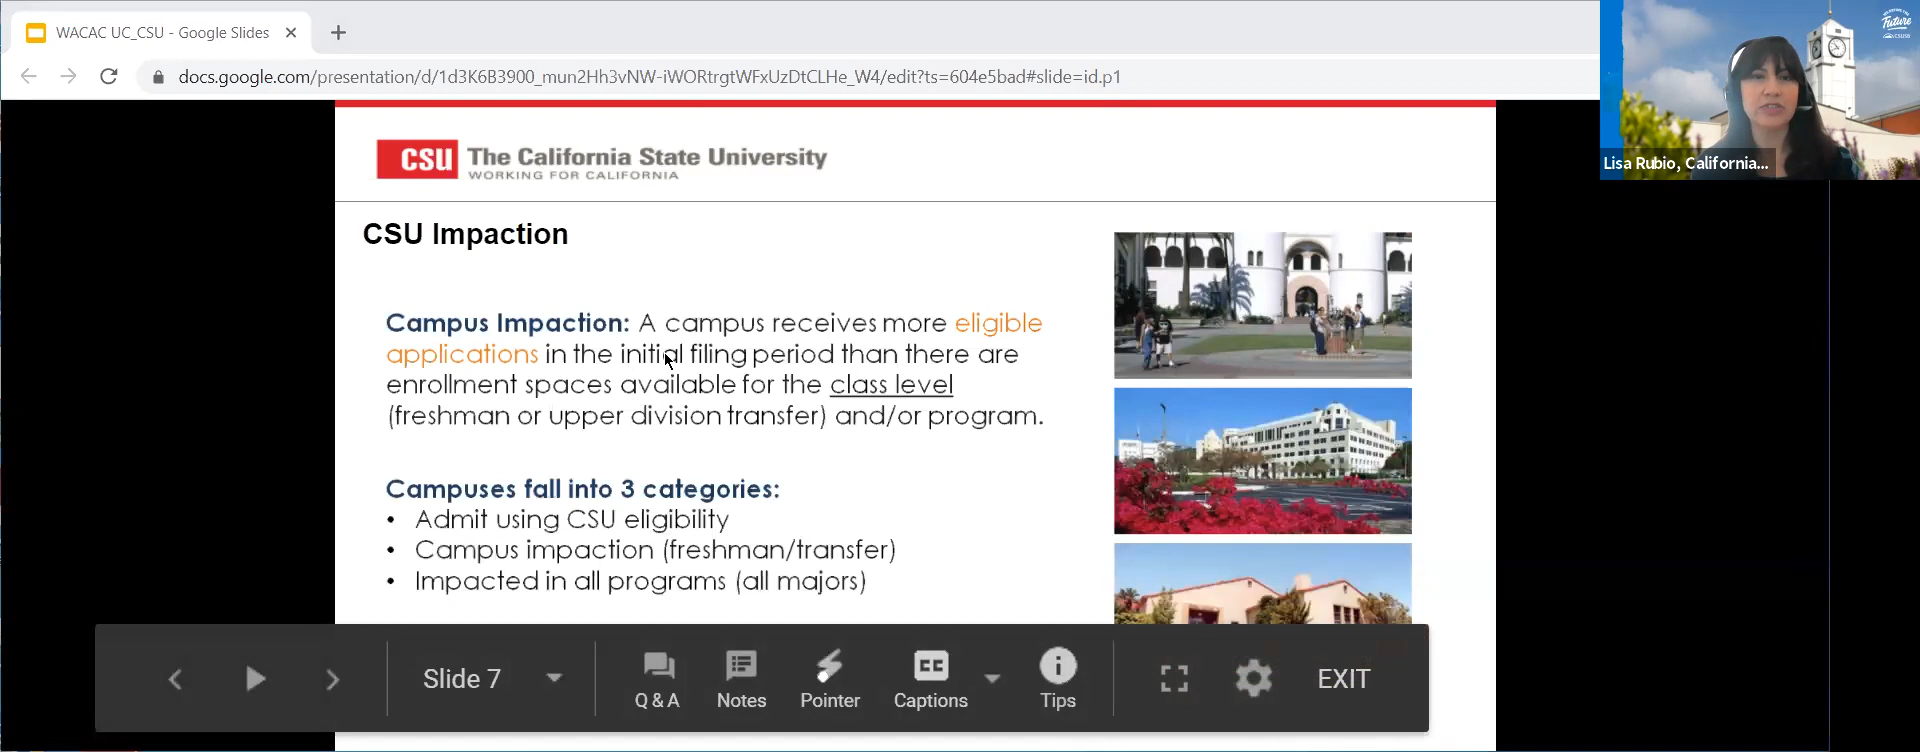 WACAC UC_CSU - Google Slides
docs.google.com/presentation/d/1d3K6B3900_mun2Hh3vNW-iWORtrgtWFxUzDtCLHe_W4/edit?ts=604e5bad#slide=id.p1
Future
CSUSB
Lisa Rubio, California...
CSU The California State University
WORKING FOR CALIFORNIA
CSU Impaction
Campus Impaction: A campus receives more eligible
applications in the initial filing period than there are
enrollment spaces available for the class level
(freshman or upper division transfer) and/or program.
Campuses fall into 3 categories:
• Admit using CSU eligibility
• Campus impaction (freshman/transfer)
• Impacted in all programs (all majors)
Slide 7
Q & A
Notes
Pointer
CC
Captions
Tips
EXIT